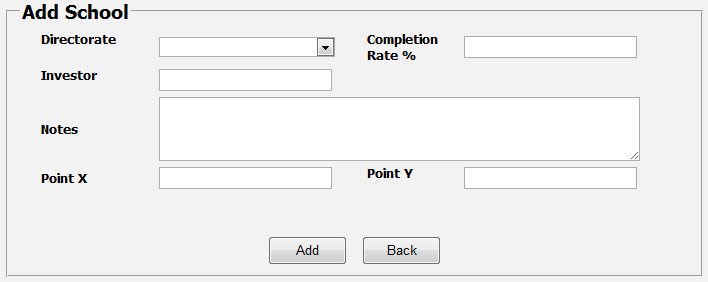 Add School
Directorate
Completion
Rate %
Investor
Notes
Point X
Point Y
Add
Back